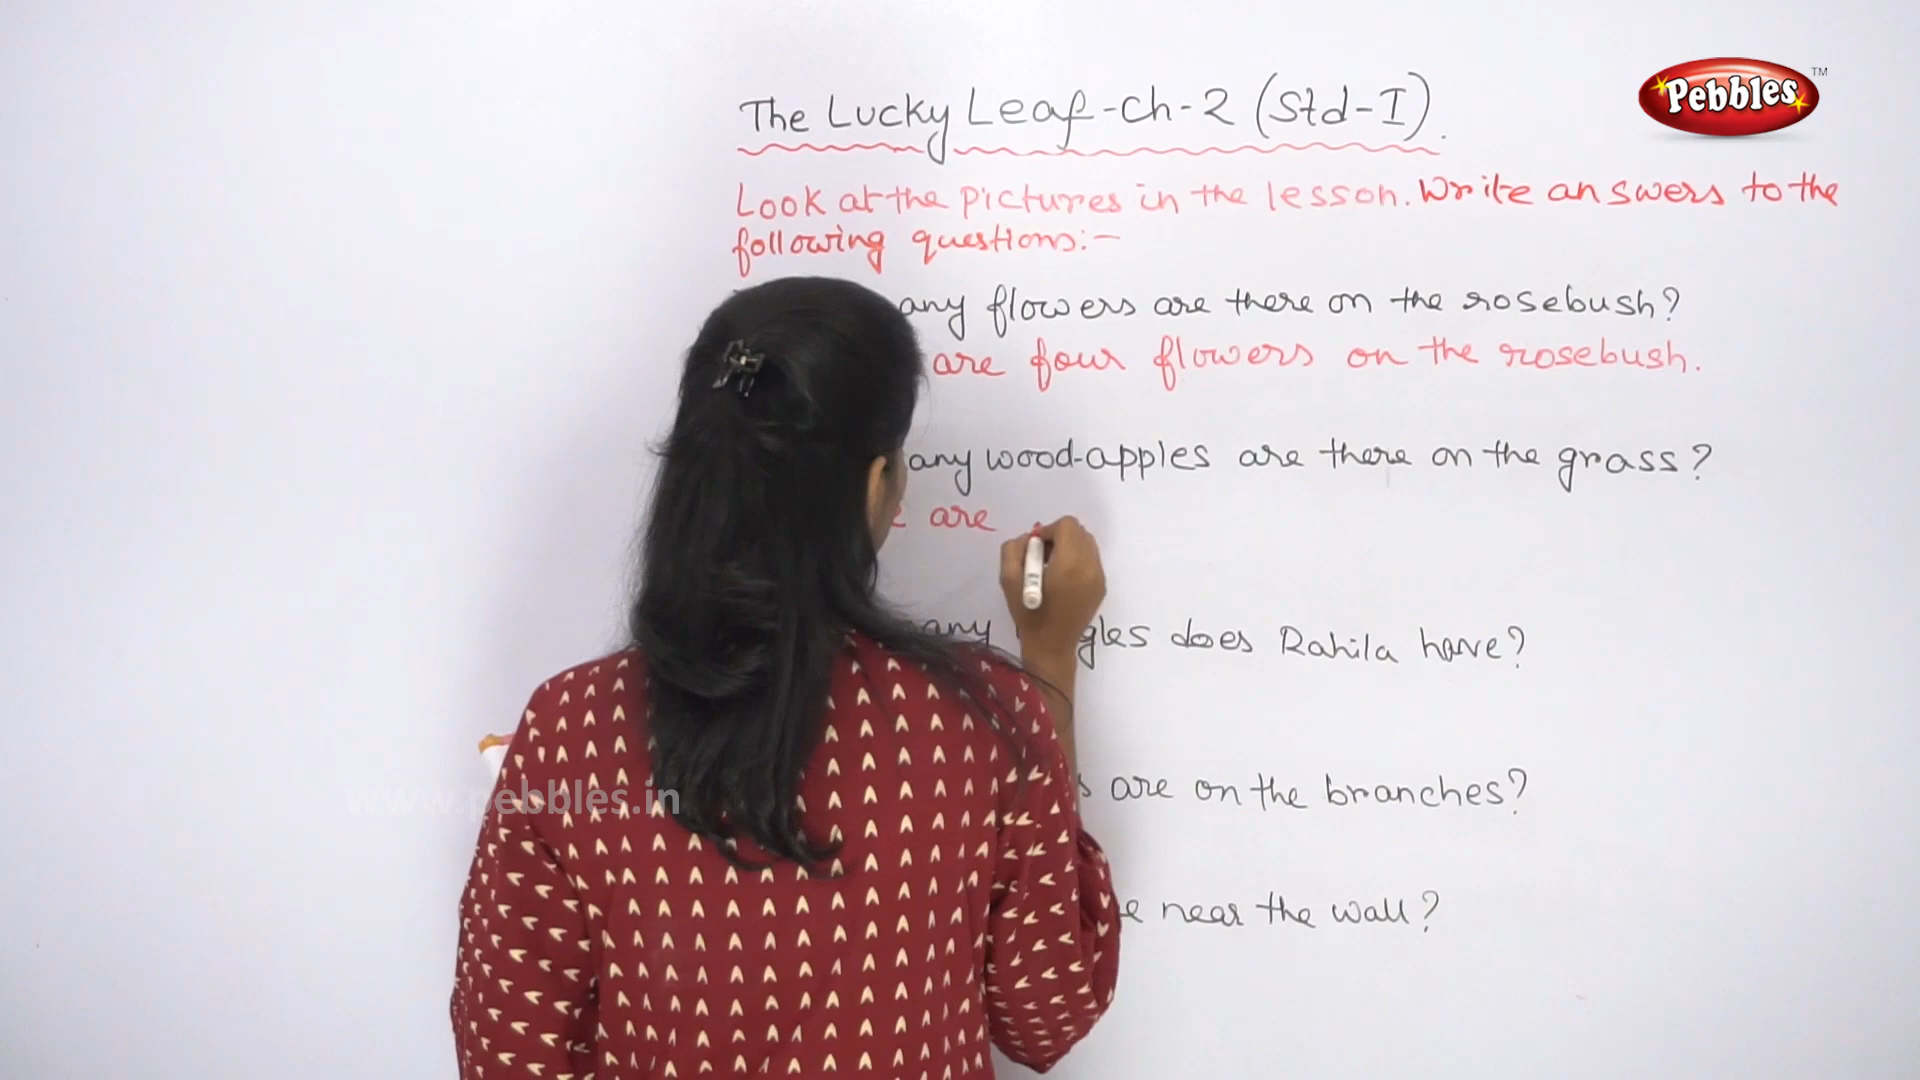 Pebbles TM
The Lucky Leaf-ch-2 (Std-I).
Look at the pictures in the lesson. Write answers to the
following questions:-
any flowers are there on the rosebush?
are four flowers on the rosebush.
any wood-apples are there on the grass?
are
any gles does Rahila have?
www.pebbles.in
s are on the branches?
e near the wall?